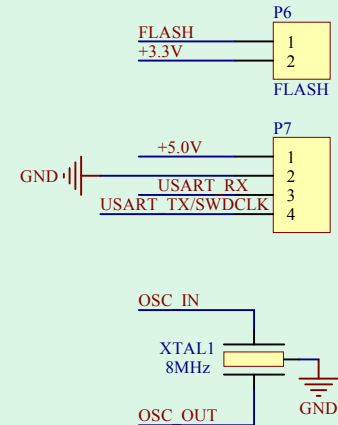 P6
FLASH 1
+3.3V 2
FLASH
P7
+5.0V 1
GND 2
USART_RX 3
USART_TX/SWDCLK 4
OSC_IN
XTAL1
8MHz
GND
OSC_OUT